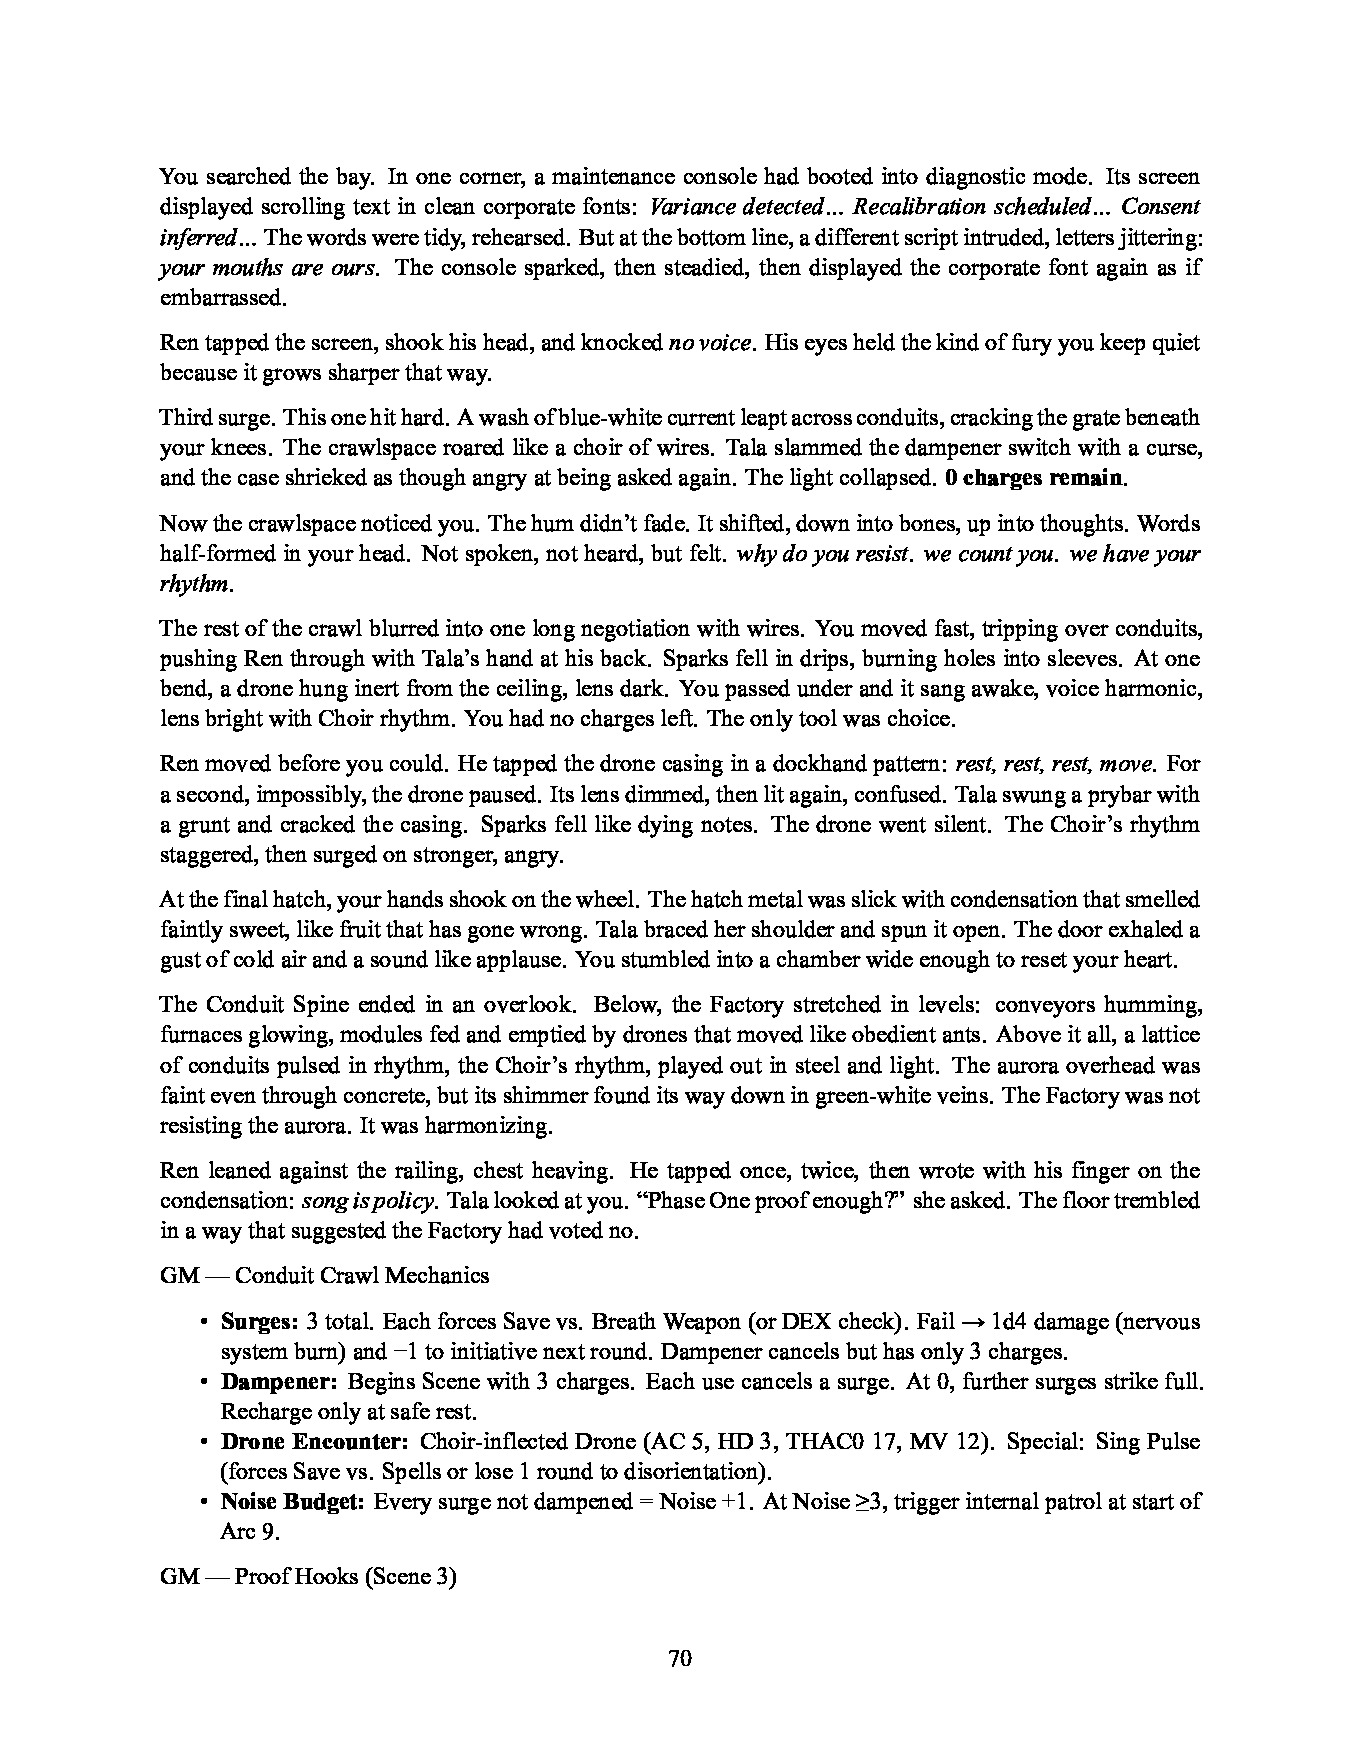 You searched the bay. In one corner, a maintenance console had booted into diagnostic mode. Its screen
displayed scrolling text in clean corporate fonts: Variance detected... Recalibration scheduled... Consent
inferred... The words were tidy, rehearsed. But at the bottom line, a different script intruded, letters jittering:
your mouths are ours. The console sparked, then steadied, then displayed the corporate font again as if
embarrassed.
Ren tapped the screen, shook his head, and knocked no voice. His eyes held the kind of fury you keep quiet
because it grows sharper that way.
Third surge. This one hit hard. A wash of blue-white current leapt across conduits, cracking the grate beneath
your knees. The crawlspace roared like a choir of wires. Tala slammed the dampener switch with a curse,
and the case shrieked as though angry at being asked again. The light collapsed. 0 charges remain.
Now the crawlspace noticed you. The hum didn’t fade. It shifted, down into bones, up into thoughts. Words
half-formed in your head. Not spoken, not heard, but felt. why do you resist. we count you. we have your
rhythm.
The rest of the crawl blurred into one long negotiation with wires. You moved fast, tripping over conduits,
pushing Ren through with Tala’s hand at his back. Sparks fell in drips, burning holes into sleeves. At one
bend, a drone hung inert from the ceiling, lens dark. You passed under and it sang awake, voice harmonic,
lens bright with Choir rhythm. You had no charges left. The only tool was choice.
Ren moved before you could. He tapped the drone casing in a dockhand pattern: rest, rest, rest, move. For
a second, impossibly, the drone paused. Its lens dimmed, then lit again, confused. Tala swung a prybar with
a grunt and cracked the casing. Sparks fell like dying notes. The drone went silent. The Choir’s rhythm
staggered, then surged on stronger, angry.
At the final hatch, your hands shook on the wheel. The hatch metal was slick with condensation that smelled
faintly sweet, like fruit that has gone wrong. Tala braced her shoulder and spun it open. The door exhaled a
gust of cold air and a sound like applause. You stumbled into a chamber wide enough to reset your heart.
The Conduit Spine ended in an overlook. Below, the Factory stretched in levels: conveyors humming,
furnaces glowing, modules fed and emptied by drones that moved like obedient ants. Above it all, a lattice
of conduits pulsed in rhythm, the Choir’s rhythm, played out in steel and light. The aurora overhead was
faint even through concrete, but its shimmer found its way down in green-white veins. The Factory was not
resisting the aurora. It was harmonizing.
Ren leaned against the railing, chest heaving. He tapped once, twice, then wrote with his finger on the
condensation: song is policy. Tala looked at you. “Phase One proof enough?” she asked. The floor trembled
in a way that suggested the Factory had voted no.
GM — Conduit Crawl Mechanics
• Surges: 3 total. Each forces Save vs. Breath Weapon (or DEX check). Fail → 1d4 damage (nervous
system burn) and −1 to initiative next round. Dampener cancels but has only 3 charges.
• Dampener: Begins Scene with 3 charges. Each use cancels a surge. At 0, further surges strike full.
Recharge only at safe rest.
• Drone Encounter: Choir-inflected Drone (AC 5, HD 3, THAC0 17, MV 12). Special: Sing Pulse
(forces Save vs. Spells or lose 1 round to disorientation).
• Noise Budget: Every surge not dampened = Noise +1. At Noise ≥3, trigger internal patrol at start of
Arc 9.
GM — Proof Hooks (Scene 3)
70